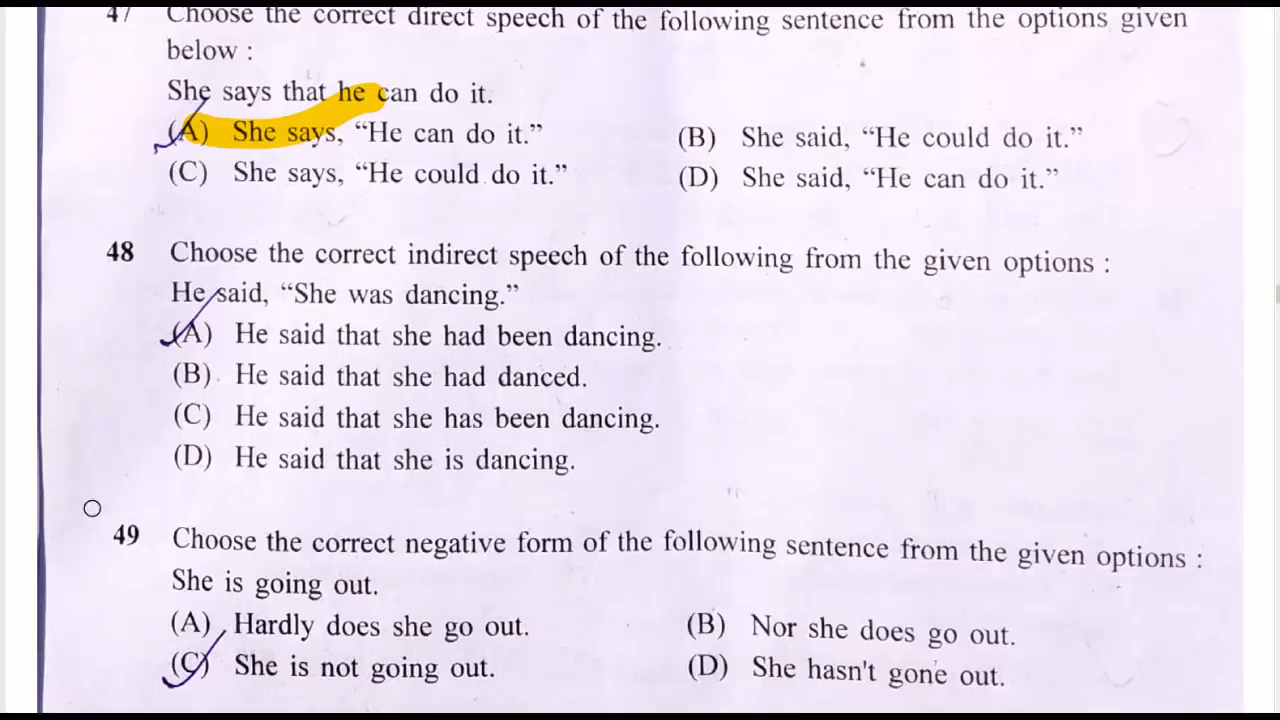 47 Choose the correct direct speech of the following sentence from the options given
below :
She says that he can do it.
(A) She says, “He can do it.” (B) She said, “He could do it.”
(C) She says, “He could do it.” (D) She said, “He can do it.”
48 Choose the correct indirect speech of the following from the given options :
He said, “She was dancing.”
(A) He said that she had been dancing.
(B) He said that she had danced.
(C) He said that she has been dancing.
(D) He said that she is dancing.
49 Choose the correct negative form of the following sentence from the given options :
She is going out.
(A) Hardly does she go out. (B) Nor she does go out.
(C) She is not going out. (D) She hasn't gone out.